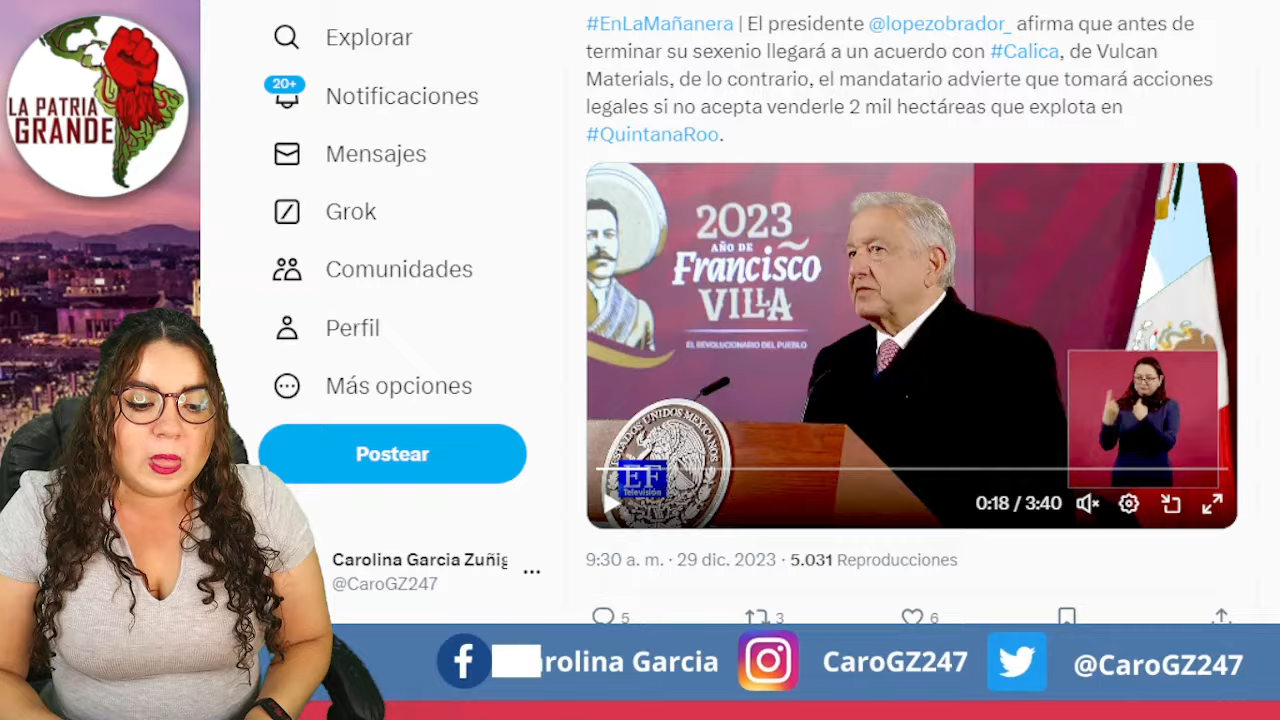 LA PATRIA
GRANDE
Explorar
20+
Notificaciones
Mensajes
Grok
Comunidades
Perfil
Más opciones
Postear
Carolina Garcia Zuñig
@CaroGZ247
#EnLaMañanera | El presidente @lopezobrador_ afirma que antes de
terminar su sexenio llegará a un acuerdo con #Calica, de Vulcan
Materials, de lo contrario, el mandatario advierte que tomará acciones
legales si no acepta venderle 2 mil hectáreas que explota en
#QuintanaRoo.
2023
AÑO DE
Francisco
VILLA
EL REVOLUCIONARIO DEL PUEBLO
ESTADOS UNIDOS MEXICANOS
EF
Televisión
0:18 / 3:40
9:30 a. m. · 29 dic. 2023 · 5.031 Reproducciones
5
3
6
rolina Garcia
CaroGZ247
@CaroGZ247